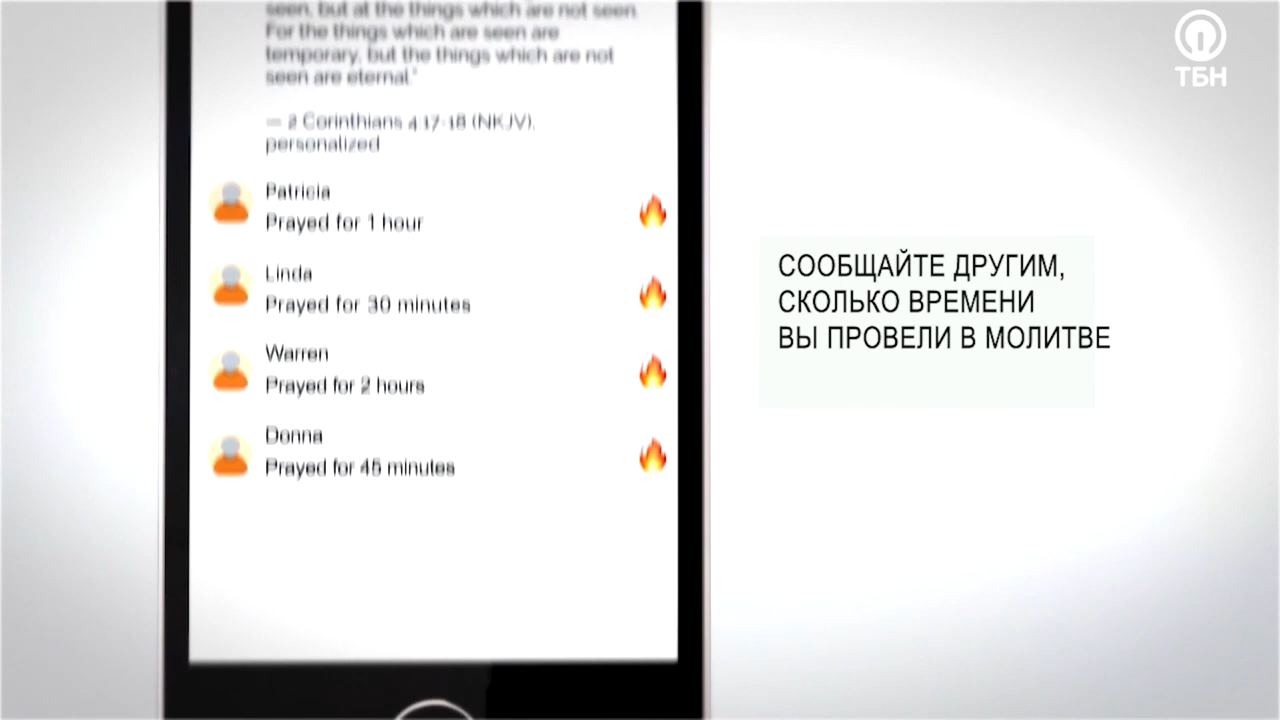 seen, but at the things which are not seen.
For the things which are seen are
temporary, but the things which are not
seen are eternal."
— 2 Corinthians 4:17-18 (NKJV),
personalized
Patricia
Prayed for 1 hour
Linda
Prayed for 30 minutes
Warren
Prayed for 2 hours
Donna
Prayed for 45 minutes
ТБН
СООБЩАЙТЕ ДРУГИМ,
СКОЛЬКО ВРЕМЕНИ
ВЫ ПРОВЕЛИ В МОЛИТВЕ